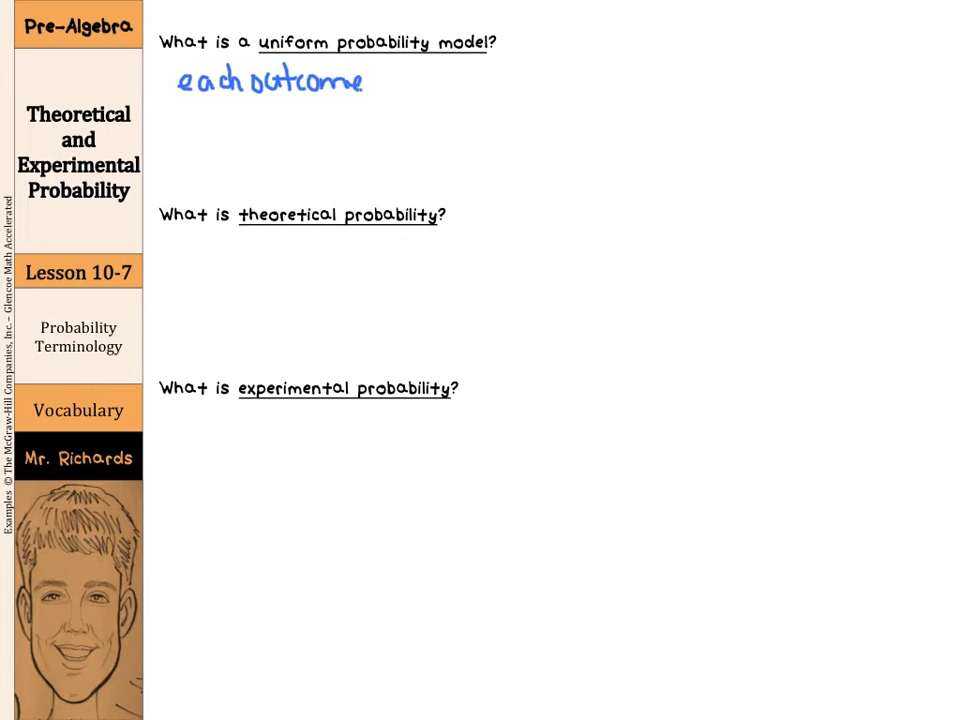 Pre-Algebra
Theoretical
and
Experimental
Probability
Lesson 10-7
Probability
Terminology
Vocabulary
Mr. Richards
Examples © The McGraw-Hill Companies, Inc. – Glencoe Math Accelerated
What is a uniform probability model?
each outcome
What is theoretical probability?
What is experimental probability?